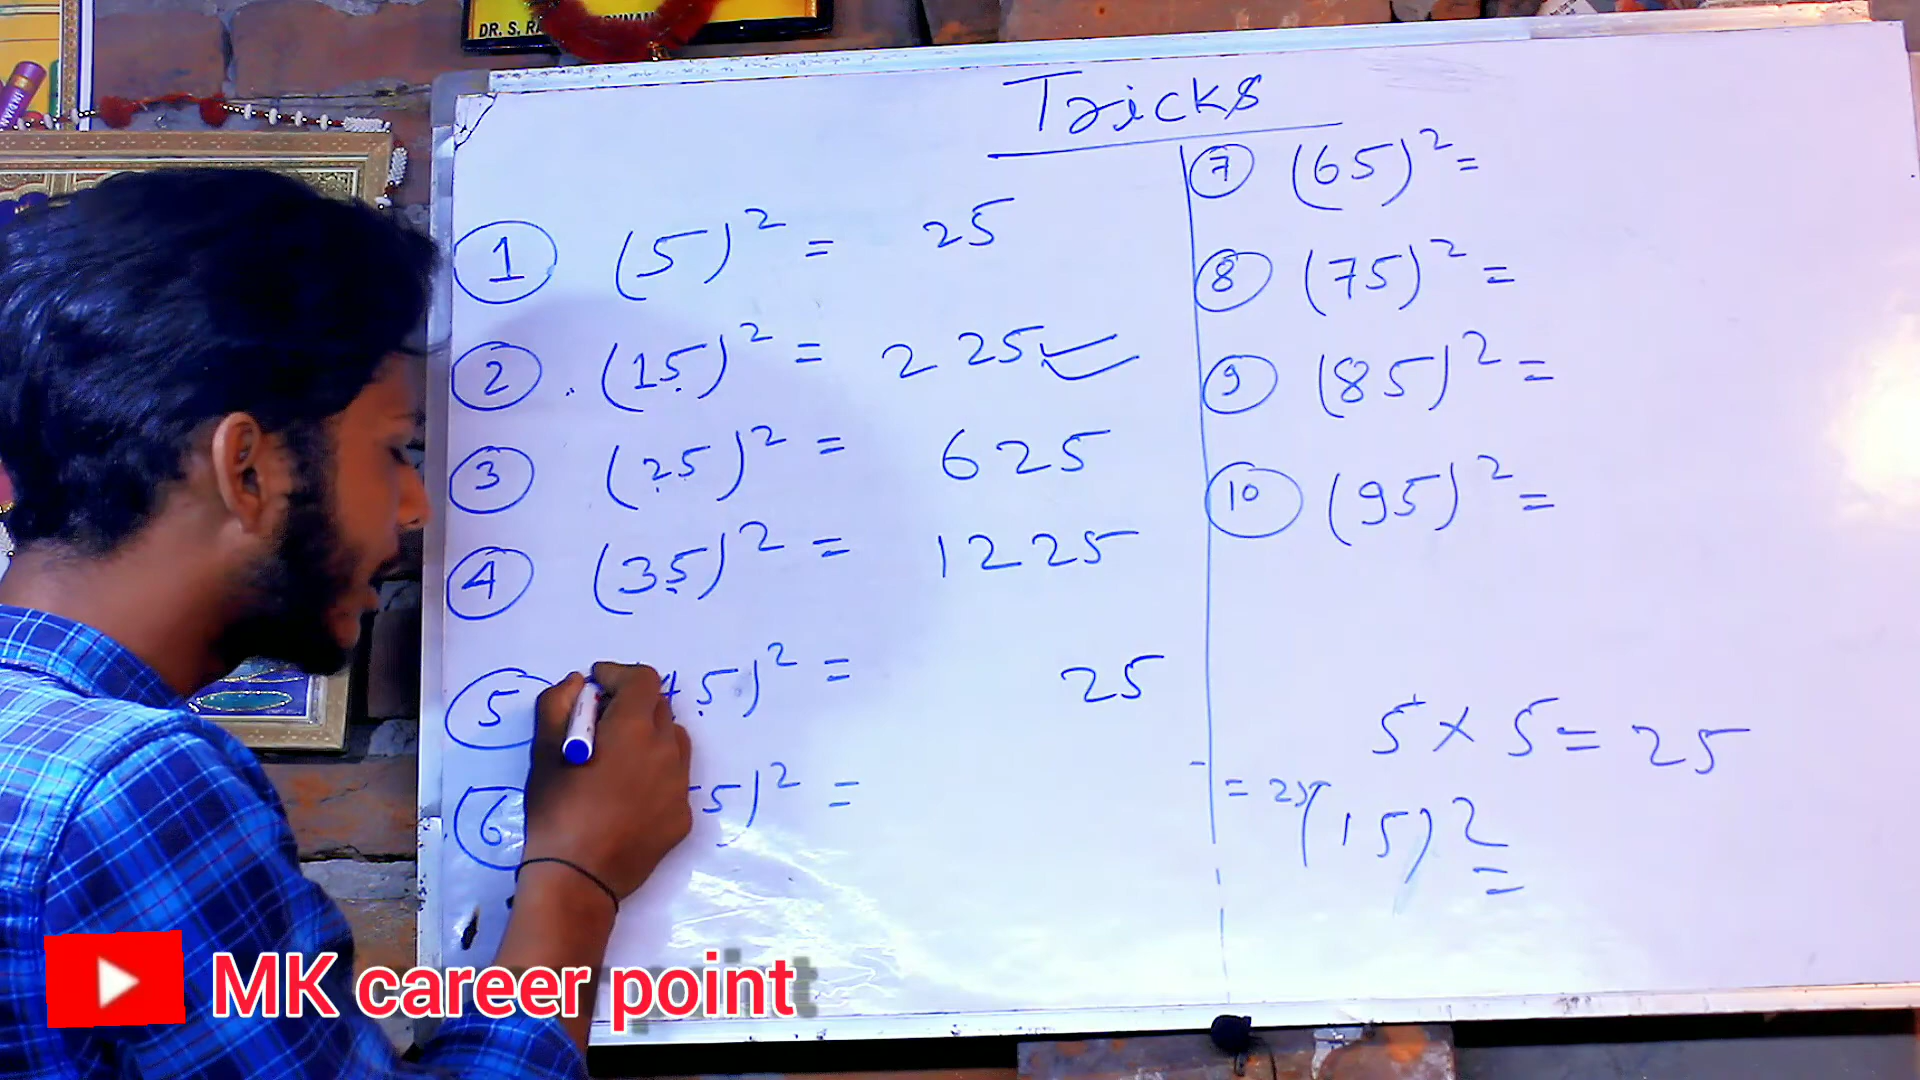 Tricks
1 (5)² = 25
2 (15)² = 225
3 (25)² = 625
4 (35)² = 1225
5 45)² = 25
6 5)² =
7 (65)² =
8 (75)² =
9 (85)² =
10 (95)² =
5 × 5 = 25
= 25
(15)2 =
MK career point